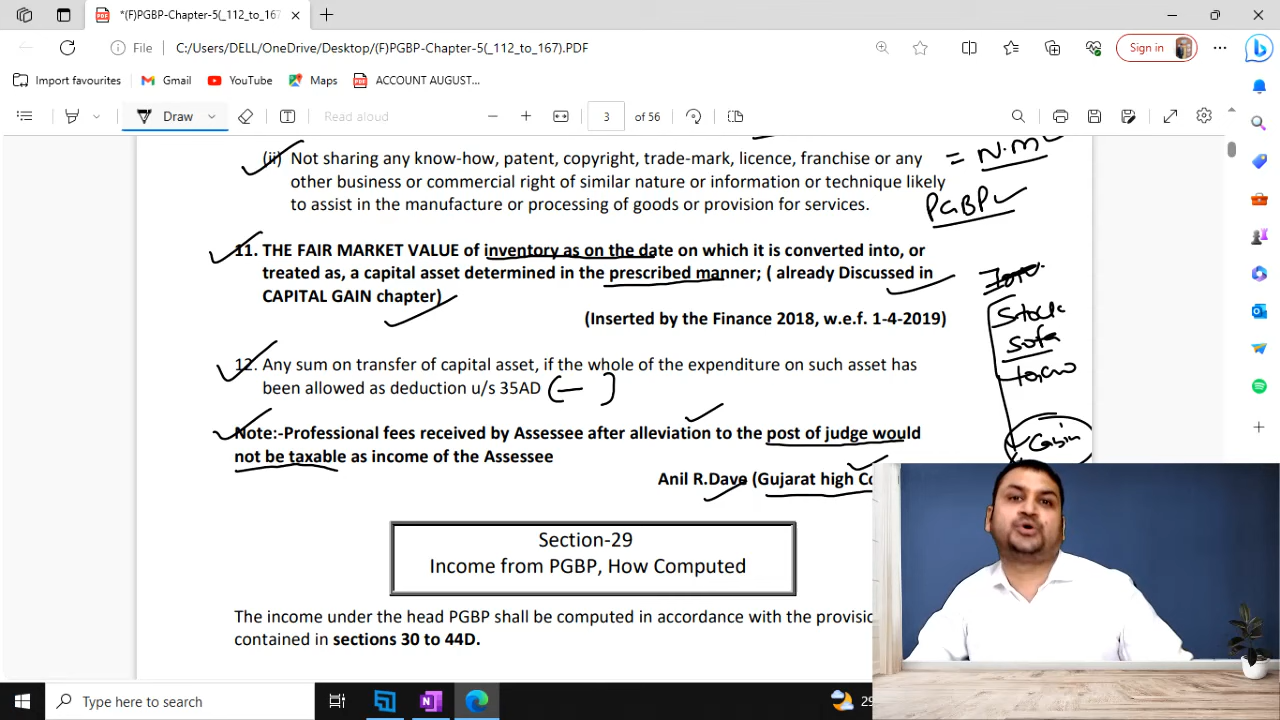 *(F)PGBP-Chapter-5(_112_to_167).
File C:/Users/DELL/OneDrive/Desktop/(F)PGBP-Chapter-5(_112_to_167).PDF
Sign in
Import favourites Gmail YouTube Maps ACCOUNT AUGUST...
Draw Read aloud 3 of 56
(ii) Not sharing any know-how, patent, copyright, trade-mark, licence, franchise or any
other business or commercial right of similar nature or information or technique likely
to assist in the manufacture or processing of goods or provision for services.
= N.M
PGBP
11. THE FAIR MARKET VALUE of inventory as on the date on which it is converted into, or
treated as, a capital asset determined in the prescribed manner; ( already Discussed in
CAPITAL GAIN chapter)
(Inserted by the Finance 2018, w.e.f. 1-4-2019)
Stock
Sofa
12. Any sum on transfer of capital asset, if the whole of the expenditure on such asset has
been allowed as deduction u/s 35AD
Cabin
Note:-Professional fees received by Assessee after alleviation to the post of judge would
not be taxable as income of the Assessee
Anil R.Dave (Gujarat high
Section-29
Income from PGBP, How Computed
The income under the head PGBP shall be computed in accordance with the
contained in sections 30 to 44D.
Type here to search